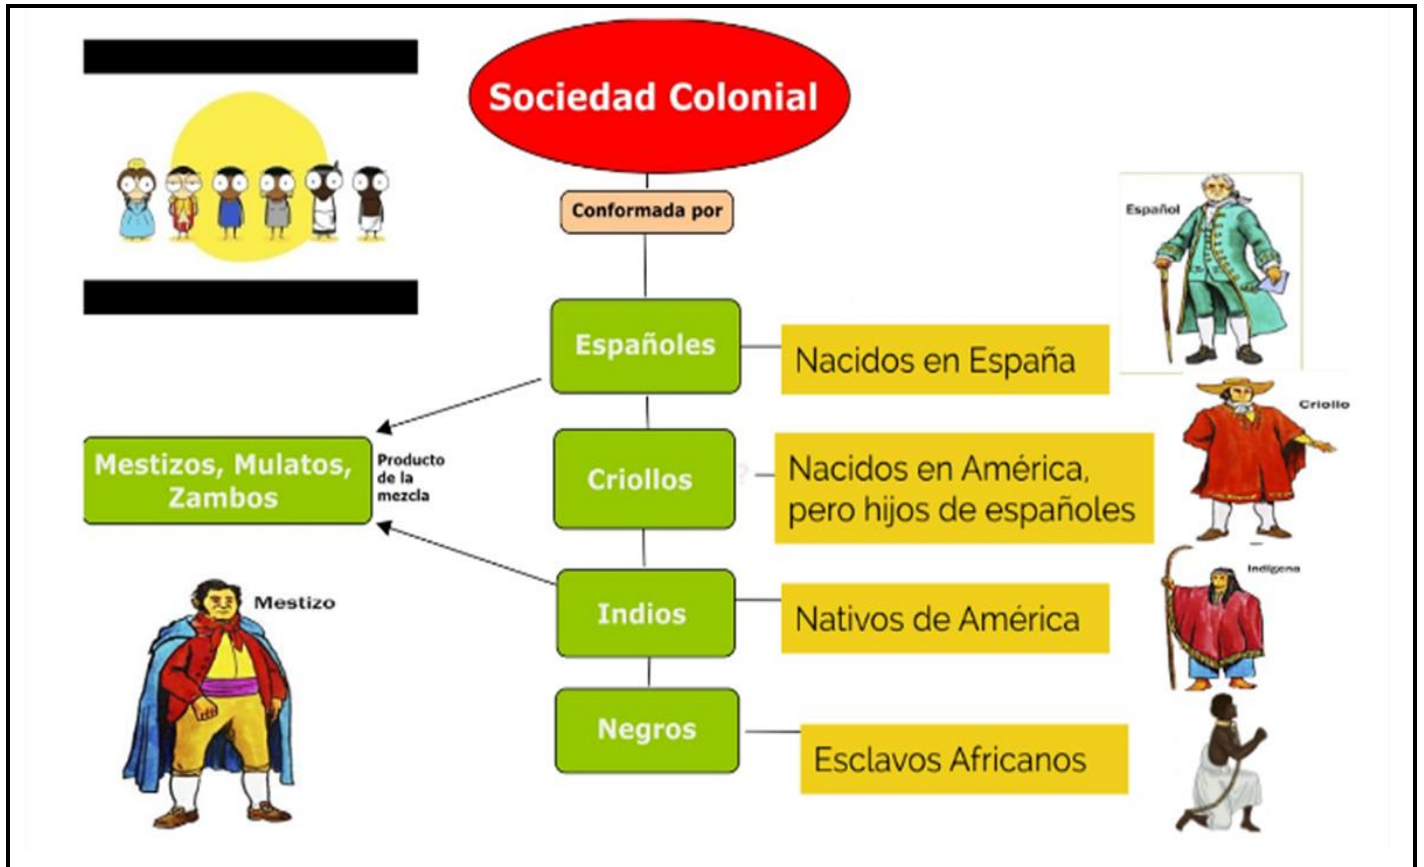 Sociedad Colonial
Conformada por
Español
Españoles
Nacidos en España
Criollo
Mestizos, Mulatos,
Zambos
Producto
de la
mezcla
Criollos
Nacidos en América,
pero hijos de españoles
Indígena
Mestizo
Indios
Nativos de América
Negros
Esclavos Africanos